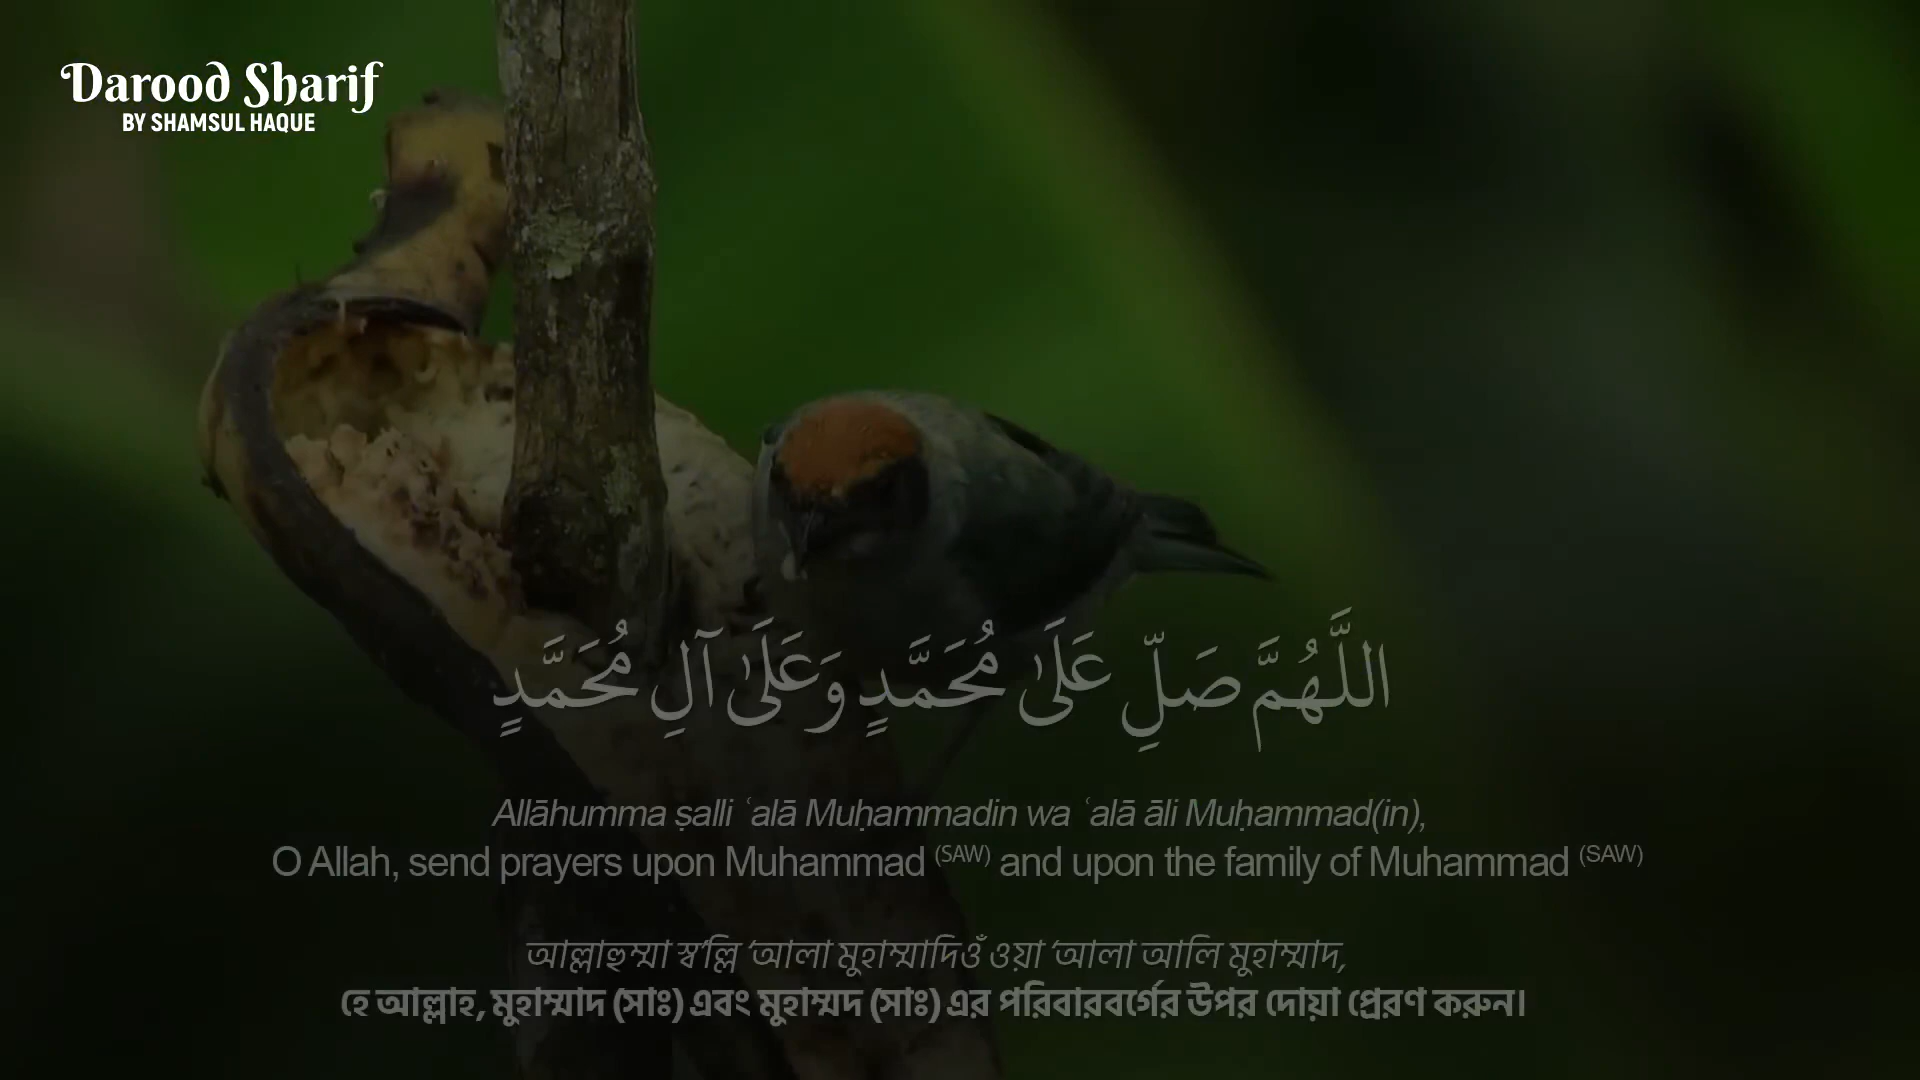 Darood Sharif
BY SHAMSUL HAQUE
اللَّهُمَّ صَلِّ عَلَىٰ مُحَمَّدٍ وَعَلَىٰ آلِ مُحَمَّدٍ
Allāhumma ṣalli ʿalā Muḥammadin wa ʿalā āli Muḥammad(in),
O Allah, send prayers upon Muhammad (SAW) and upon the family of Muhammad (SAW)
আল্লাহুম্মা স্ব’ল্লি ‘আলা মুহাম্মাদিওঁ ওয়া ‘আলা আলি মুহাম্মাদ,
হে আল্লাহ, মুহাম্মাদ (সাঃ) এবং মুহাম্মদ (সাঃ) এর পরিবারবর্গের উপর দোয়া প্রেরণ করুন।